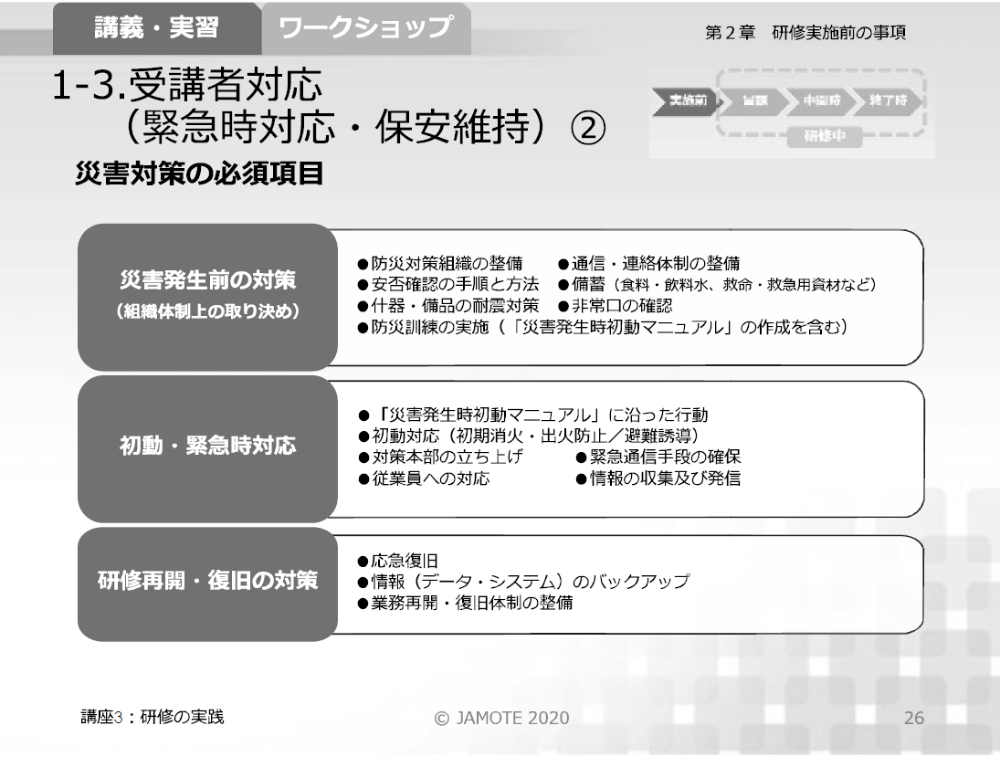 講義・実習
ワークショップ
第２章　研修実施前の事項
1-3.受講者対応
（緊急時対応・保安維持）②
実施前
冒頭
中間時
終了時
研修中
災害対策の必須項目
災害発生前の対策
（組織体制上の取り決め）
●防災対策組織の整備　●通信・連絡体制の整備
●安否確認の手順と方法　●備蓄（食料・飲料水、救命・救急用資材など）
●什器・備品の耐震対策　●非常口の確認
●防災訓練の実施（「災害発生時初動マニュアル」の作成を含む）
初動・緊急時対応
●「災害発生時初動マニュアル」に沿った行動
●初動対応（初期消火・出火防止／避難誘導）
●対策本部の立ち上げ　●緊急通信手段の確保
●従業員への対応　●情報の収集及び発信
研修再開・復旧の対策
●応急復旧
●情報（データ・システム）のバックアップ
●業務再開・復旧体制の整備
講座3：研修の実践
© JAMOTE 2020
26